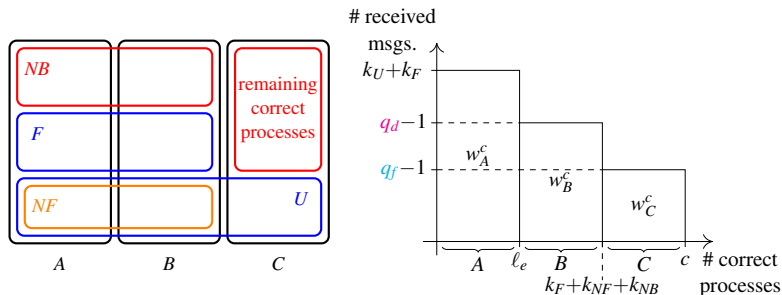 NB
F
NF
U
remaining
correct
processes
A B C
# received
msgs.
k_U+k_F
q_d−1
q_f−1
w_A^c
w_B^c
w_C^c
A ℓ_e B C c
k_F+k_NF+k_NB
# correct
processes